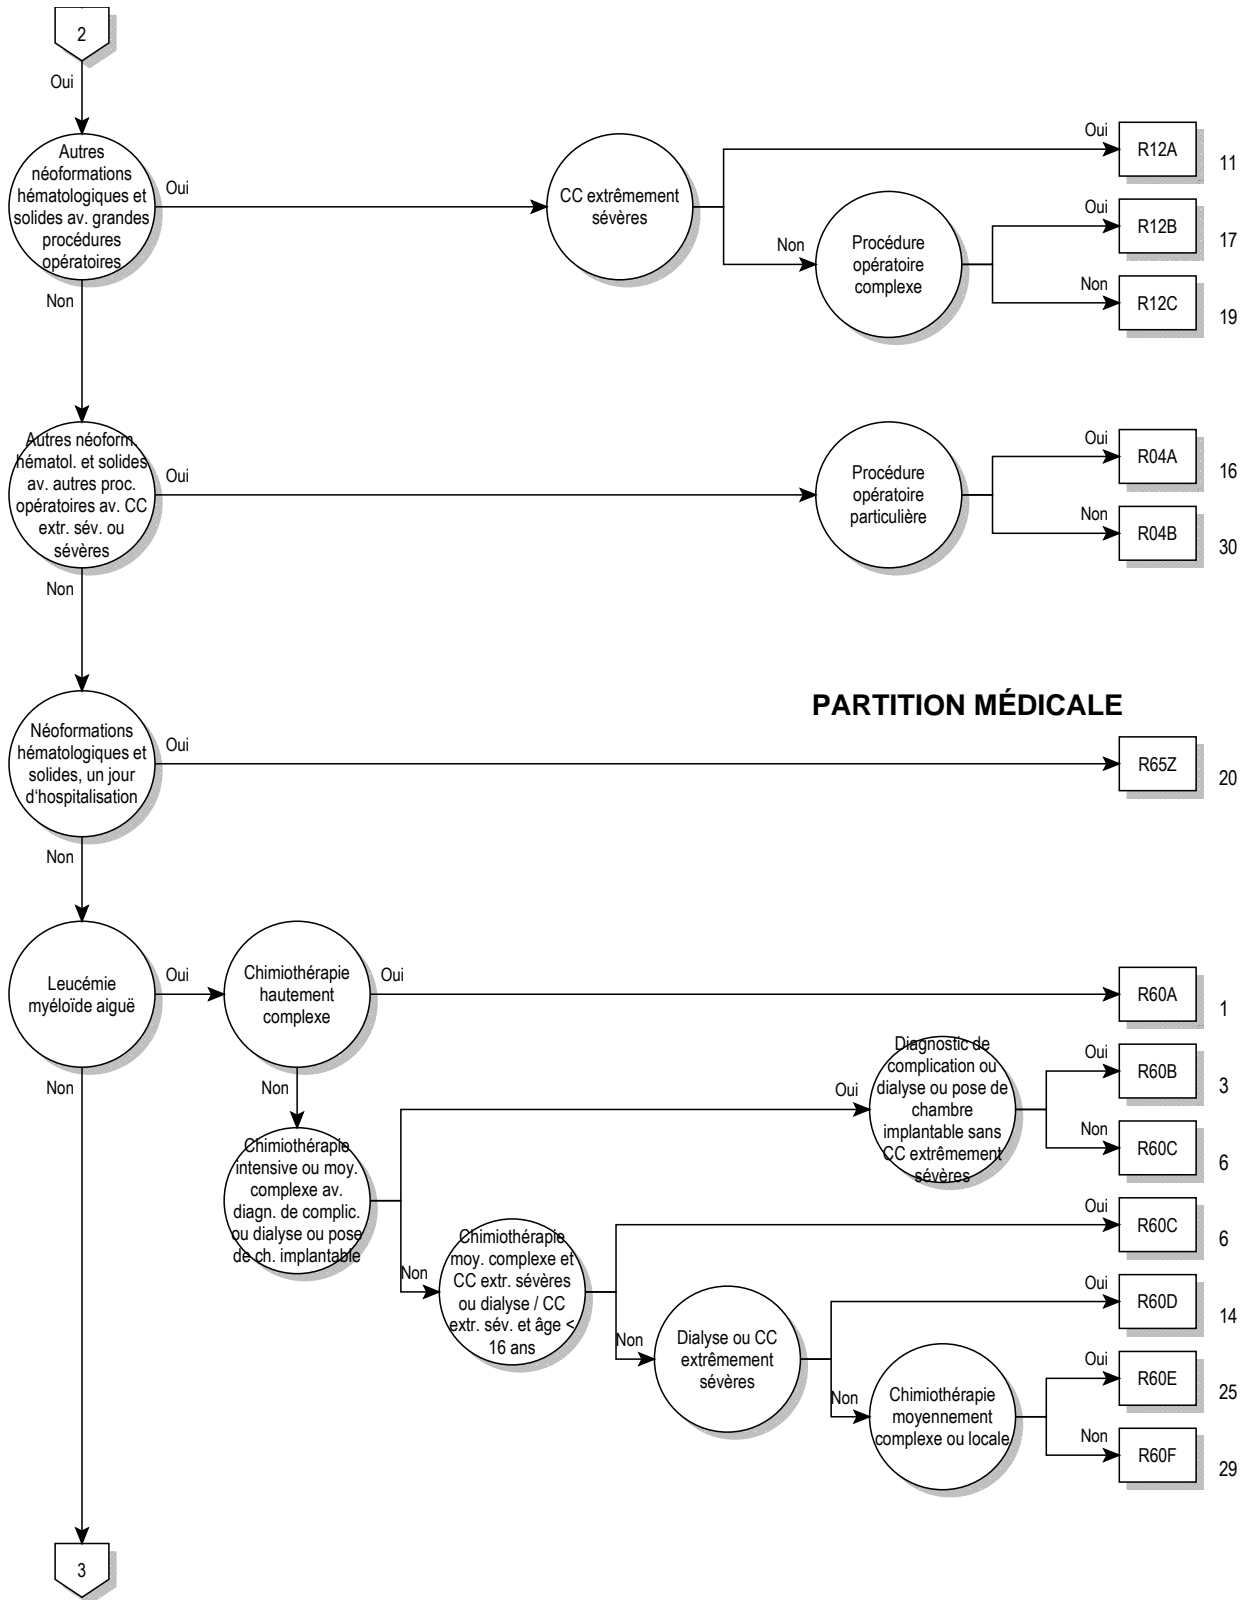 2
Oui
Autres
néoformations
hématologiques et
solides av. grandes
procédures
opératoires
Oui
Non
CC extrêmement
sévères
Non
Procédure
opératoire
complexe
Oui
R12A
11
Oui
R12B
17
Non
R12C
19
Autres néoform.
hématol. et solides
av. autres proc.
opératoires av. CC
extr. sév. ou
sévères
Oui
Non
Procédure
opératoire
particulière
Oui
R04A
16
Non
R04B
30
PARTITION MÉDICALE
Néoformations
hématologiques et
solides, un jour
d'hospitalisation
Oui
Non
R65Z
20
Leucémie
myéloïde aiguë
Oui
Non
Chimiothérapie
hautement
complexe
Oui
Non
R60A
1
Chimiothérapie
intensive ou moy.
complexe av.
diagn. de complic.
ou dialyse ou pose
de ch. implantable
Oui
Non
Diagnostic de
complication ou
dialyse ou pose de
chambre
implantable sans
CC extrêmement
sévères
Oui
R60B
3
Non
R60C
6
Chimiothérapie
moy. complexe et
CC extr. sévères
ou dialyse / CC
extr. sév. et âge <
16 ans
Oui
R60C
6
Non
Dialyse ou CC
extrêmement
sévères
Oui
R60D
14
Non
Chimiothérapie
moyennement
complexe ou locale
Oui
R60E
25
Non
R60F
29
3